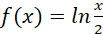 f(x) = ln x/2